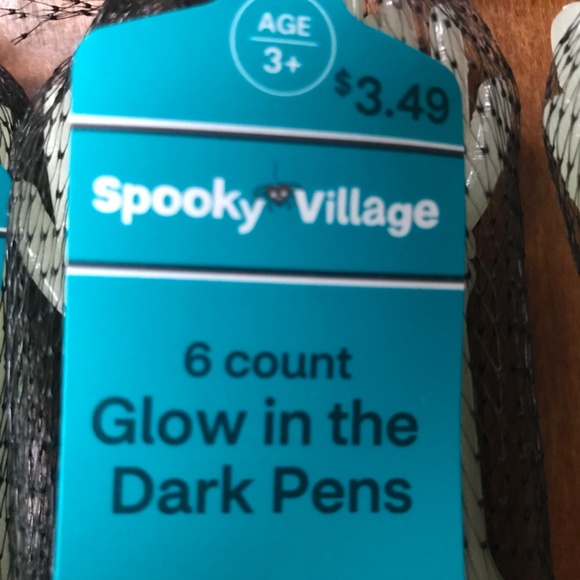 AGE
3+
$3.49
Spooky Village
6 count
Glow in the
Dark Pens